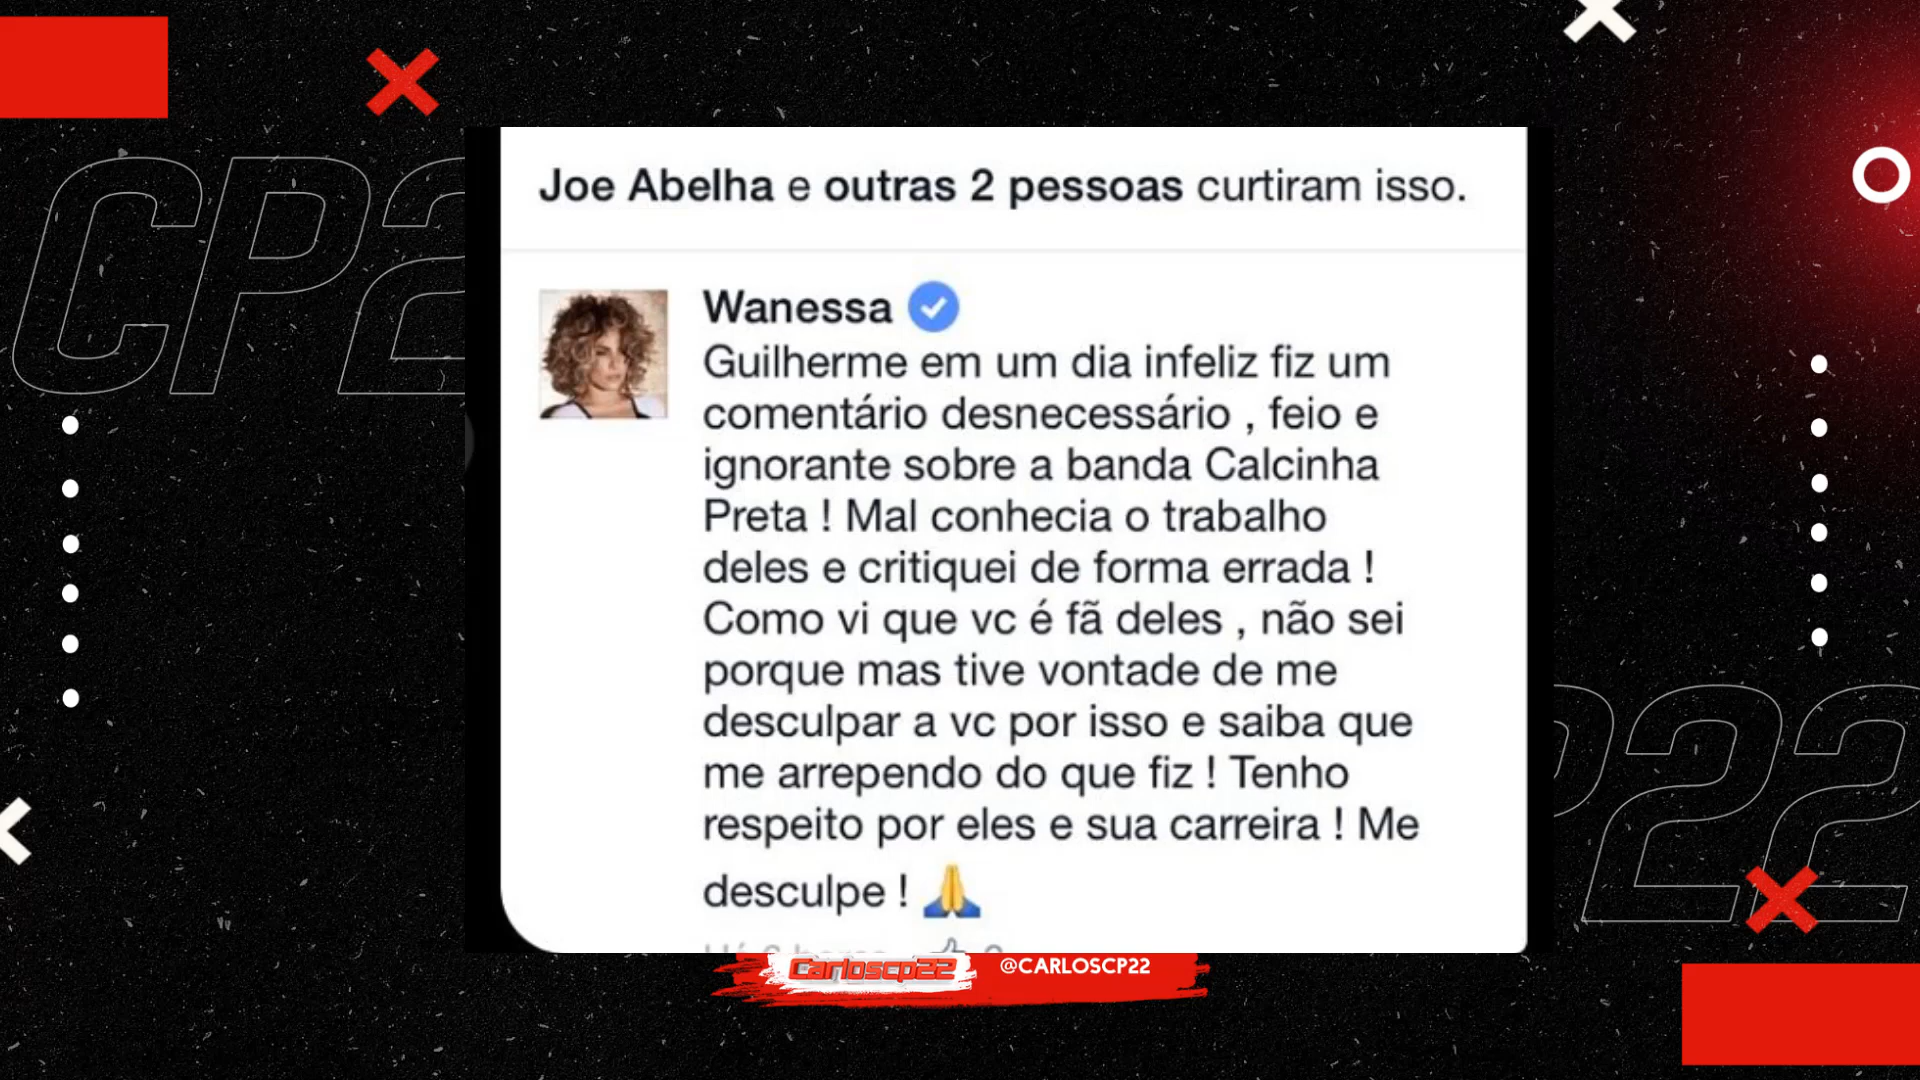 CP2
Joe Abelha e outras 2 pessoas curtiram isso.
Wanessa
Guilherme em um dia infeliz fiz um
comentário desnecessário , feio e
ignorante sobre a banda Calcinha
Preta ! Mal conhecia o trabalho
deles e critiquei de forma errada !
Como vi que vc é fã deles , não sei
porque mas tive vontade de me
desculpar a vc por isso e saiba que
me arrependo do que fiz ! Tenho
respeito por eles e sua carreira ! Me
desculpe ! 🙏
P22
Carloscp22
@CARLOSCP22